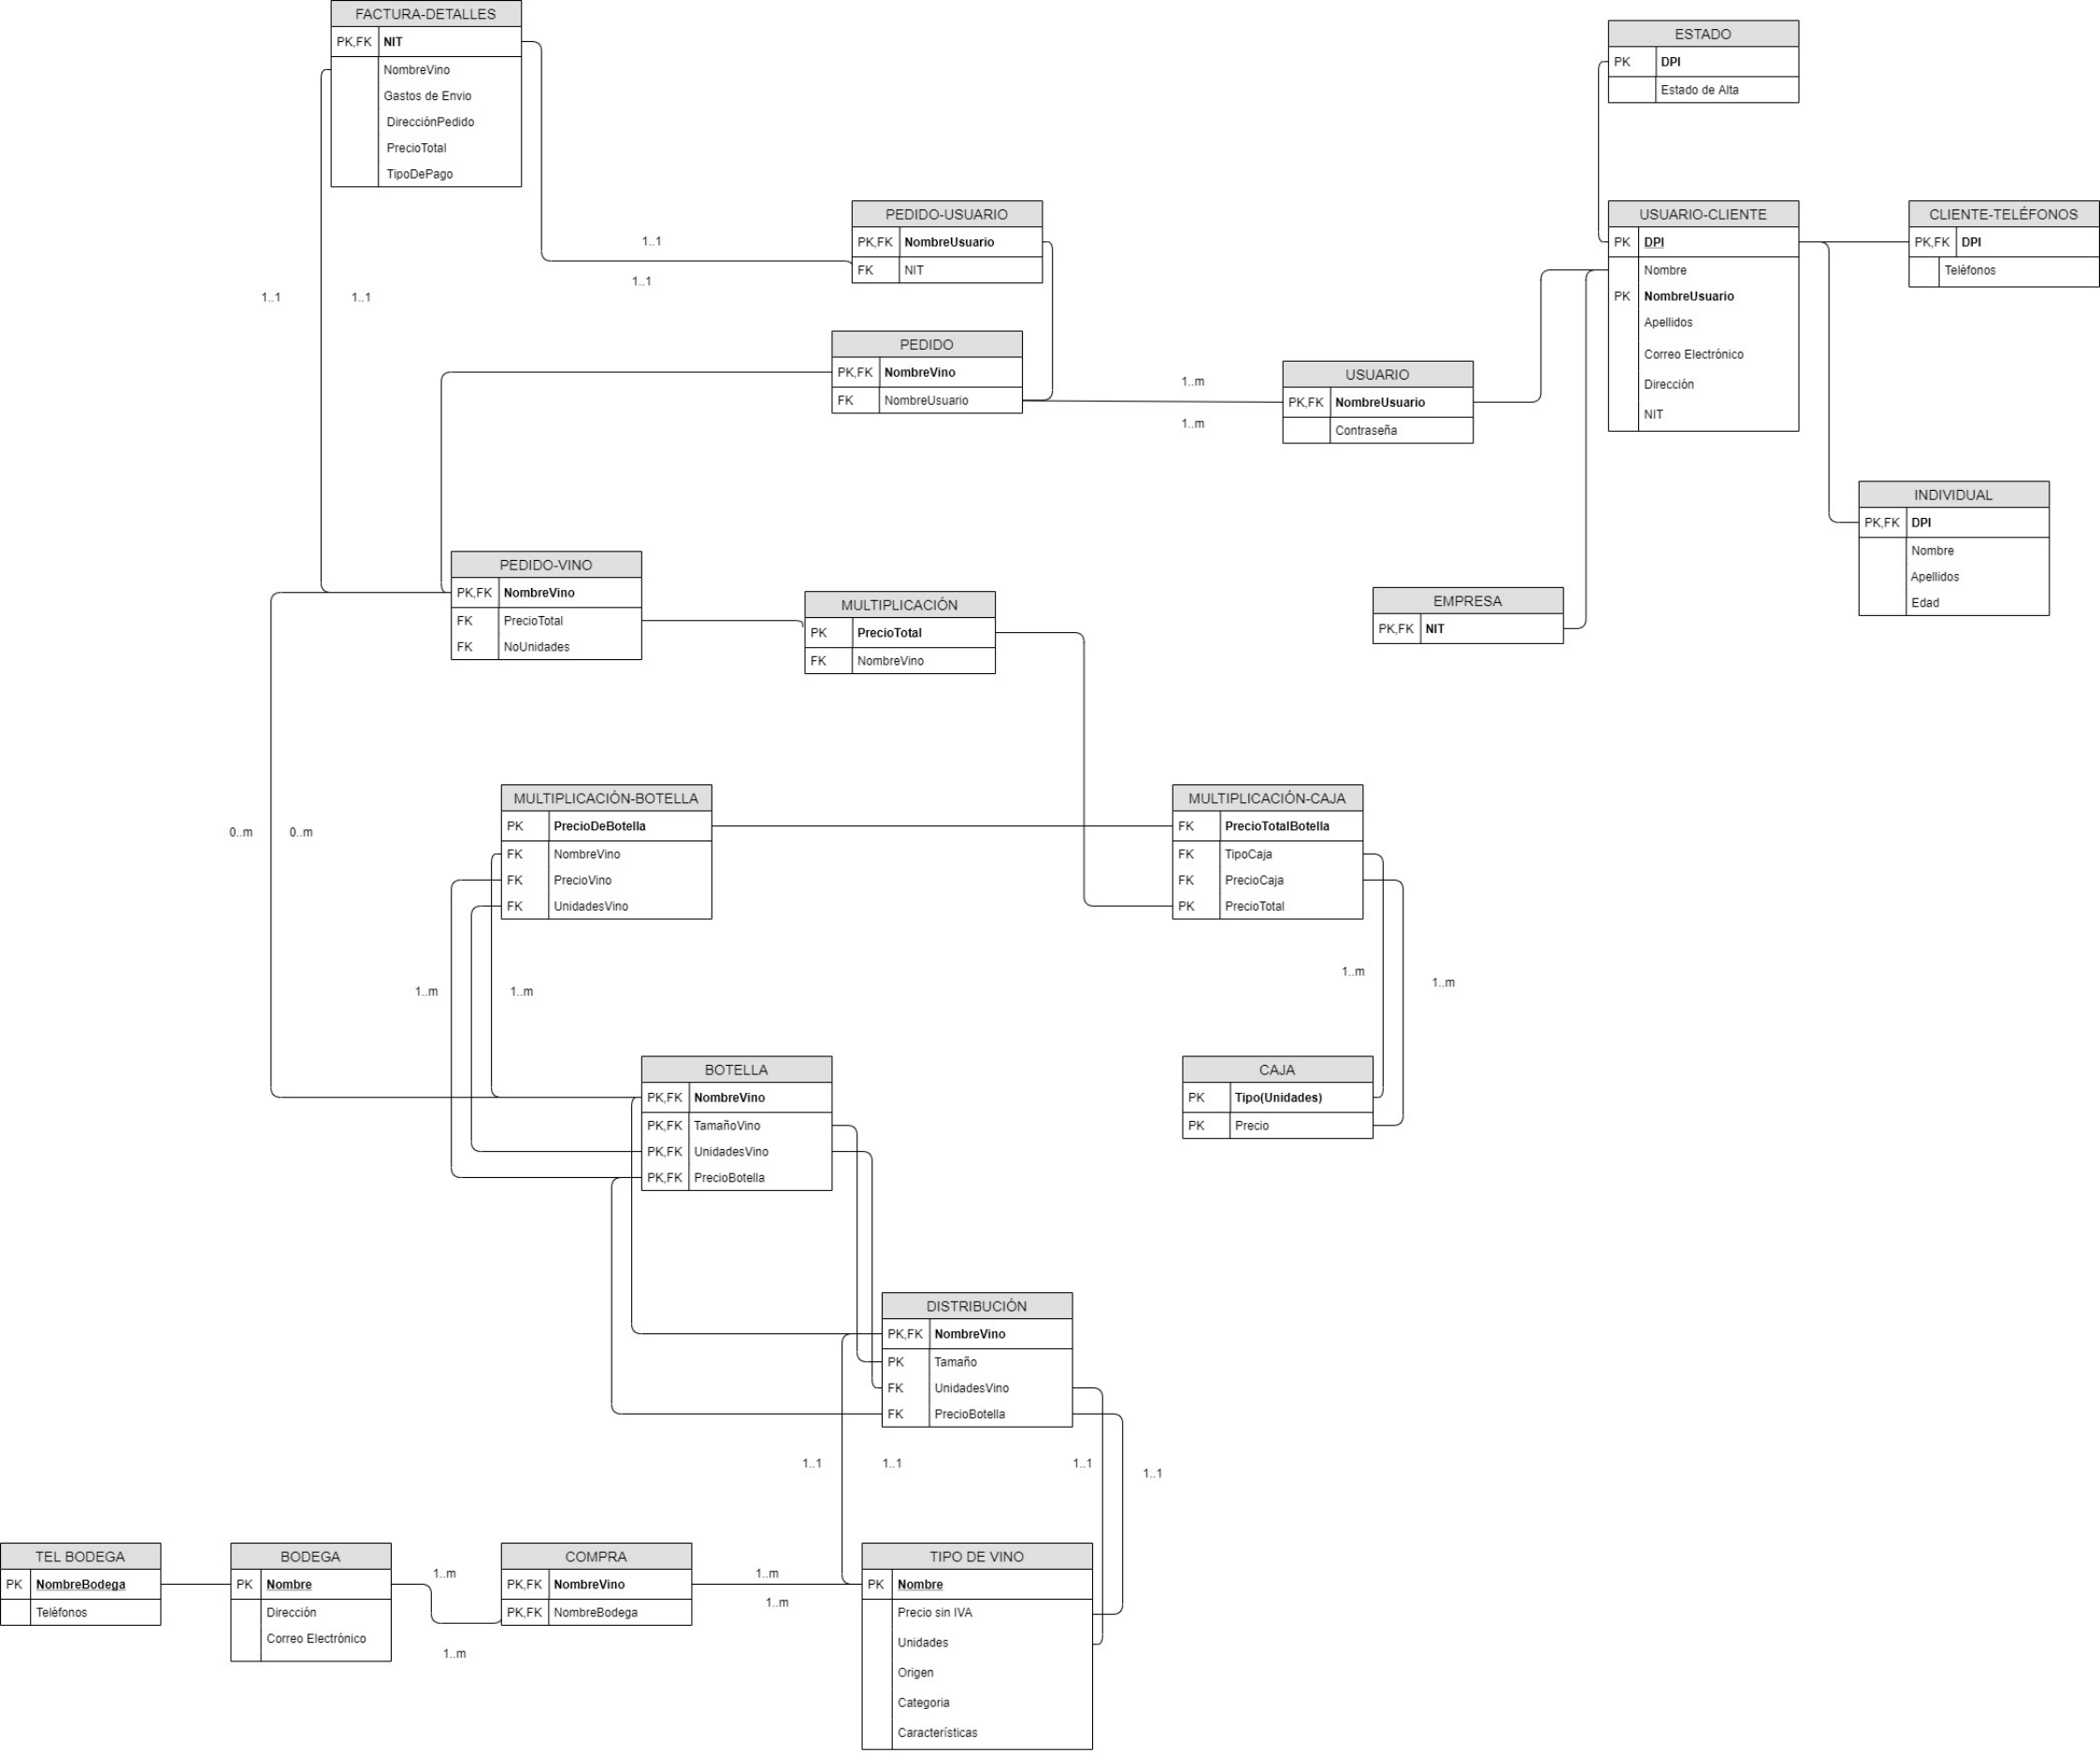 FACTURA-DETALLES
PK,FK NIT
NombreVino
Gastos de Envio
DirecciónPedido
PrecioTotal
TipoDePago
ESTADO
PK DPI
Estado de Alta
PEDIDO-USUARIO
PK,FK NombreUsuario
FK NIT
USUARIO-CLIENTE
PK DPI
Nombre
PK NombreUsuario
Apellidos
Correo Electrónico
Dirección
NIT
CLIENTE-TELÉFONOS
PK,FK DPI
Teléfonos
1..1
1..1
1..1
1..1
PEDIDO
PK,FK NombreVino
FK NombreUsuario
1..m
1..m
USUARIO
PK,FK NombreUsuario
Contraseña
INDIVIDUAL
PK,FK DPI
Nombre
Apellidos
Edad
PEDIDO-VINO
PK,FK NombreVino
FK PrecioTotal
FK NoUnidades
MULTIPLICACIÓN
PK PrecioTotal
FK NombreVino
EMPRESA
PK,FK NIT
MULTIPLICACIÓN-BOTELLA
PK PrecioDeBotella
FK NombreVino
FK PrecioVino
FK UnidadesVino
MULTIPLICACIÓN-CAJA
FK PrecioTotalBotella
FK TipoCaja
FK PrecioCaja
PK PrecioTotal
0..m
0..m
1..m
1..m
1..m
1..m
BOTELLA
PK,FK NombreVino
PK,FK TamañoVino
PK,FK UnidadesVino
PK,FK PrecioBotella
CAJA
PK Tipo(Unidades)
PK Precio
DISTRIBUCIÓN
PK,FK NombreVino
PK Tamaño
FK UnidadesVino
FK PrecioBotella
1..1
1..1
1..1
1..1
TEL BODEGA
PK NombreBodega
Teléfonos
BODEGA
PK Nombre
Dirección
Correo Electrónico
1..m
1..m
COMPRA
PK,FK NombreVino
PK,FK NombreBodega
1..m
1..m
TIPO DE VINO
PK Nombre
Precio sin IVA
Unidades
Origen
Categoria
Características